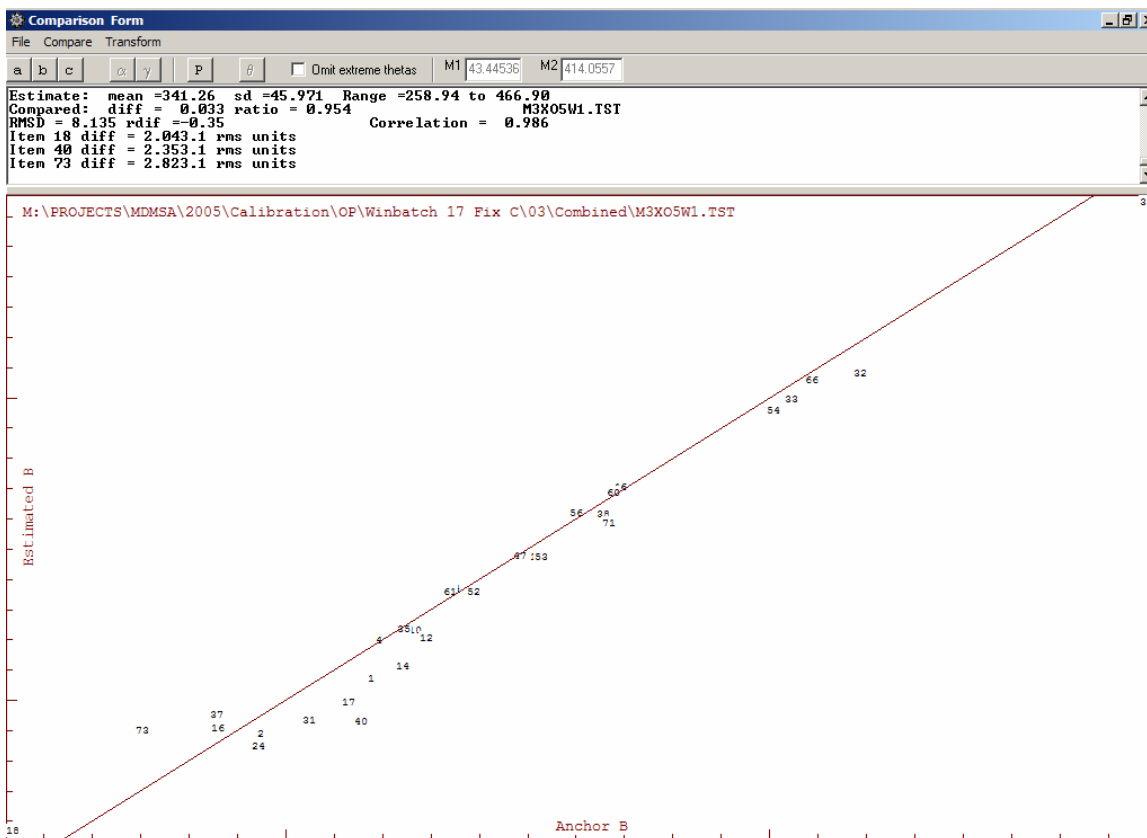 Comparison Form
File Compare Transform
a b c α γ P θ Omit extreme thetas M1 43.44536 M2 414.0557
Estimate: mean =341.26 sd =45.971 Range =258.94 to 466.90
Compared: diff = 0.033 ratio = 0.954 M3XO5W1.TST
RMSD = 8.135 rdif =-0.35 Correlation = 0.986
Item 18 diff = 2.043.1 rms units
Item 40 diff = 2.353.1 rms units
Item 73 diff = 2.823.1 rms units
3
M:\PROJECTS\MDMSA\2005\Calibration\OP\Winbatch 17 Fix C\03\Combined\M3XO5W1.TST
66 32
33
54
60
56 38
71
53
61 52
35 10
4 12
14
1
17
37
31 40
73 16 2
24
Estimated B
18
Anchor B